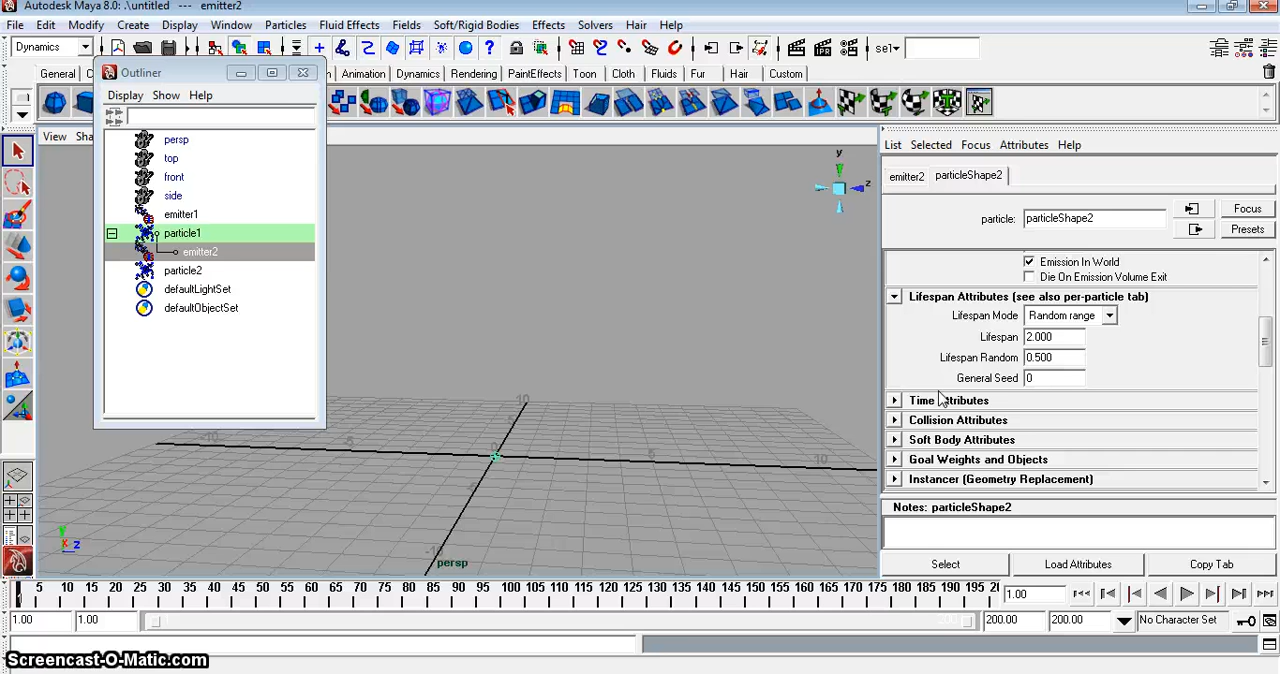 Autodesk Maya 8.0: .\untitled --- emitter2
File Edit Modify Create Display Window Particles Fluid Effects Fields Soft/Rigid Bodies Effects Solvers Hair Help
Dynamics
sel
Outliner
General
Animation Dynamics Rendering PaintEffects Toon Cloth Fluids Fur Hair Custom
Display Show Help
View
persp
top
front
side
emitter1
particle1
emitter2
particle2
defaultLightSet
defaultObjectSet
y
z
List Selected Focus Attributes Help
emitter2 particleShape2
particle: particleShape2
Focus
Presets
Emission In World
Die On Emission Volume Exit
Lifespan Attributes (see also per-particle tab)
Lifespan Mode Random range
Lifespan 2.000
Lifespan Random 0.500
General Seed 0
Collision Attributes
Soft Body Attributes
Goal Weights and Objects
Instancer (Geometry Replacement)
Notes: particleShape2
Select Load Attributes Copy Tab
10
-5
5
10
-10
Y
X Z
persp
5 10 15 20 25 30 35 40 45 50 55 60 65 70 75 80 85 90 95 100 105 110 115 120 125 130 135 140 145 150 155 160 165 170 175 180 185 190 195
1.00
1.00 1.00 200.00 200.00 No Character Set
Screencast-O-Matic.com